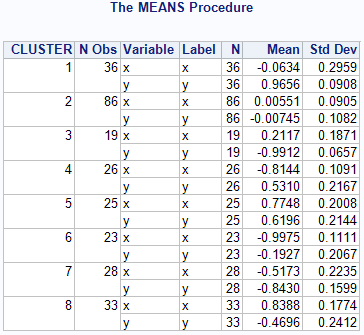 The MEANS Procedure
CLUSTER N Obs Variable Label N Mean Std Dev
1 36 x x 36 -0.0634 0.2959
y y 36 0.9656 0.0908
2 86 x x 86 0.00551 0.0905
y y 86 -0.00745 0.1082
3 19 x x 19 0.2117 0.1871
y y 19 -0.9912 0.0657
4 26 x x 26 -0.8144 0.1091
y y 26 0.5310 0.2167
5 25 x x 25 0.7748 0.2008
y y 25 0.6196 0.2144
6 23 x x 23 -0.9975 0.1111
y y 23 -0.1927 0.2067
7 28 x x 28 -0.5173 0.2235
y y 28 -0.8430 0.1599
8 33 x x 33 0.8388 0.1774
y y 33 -0.4696 0.2412